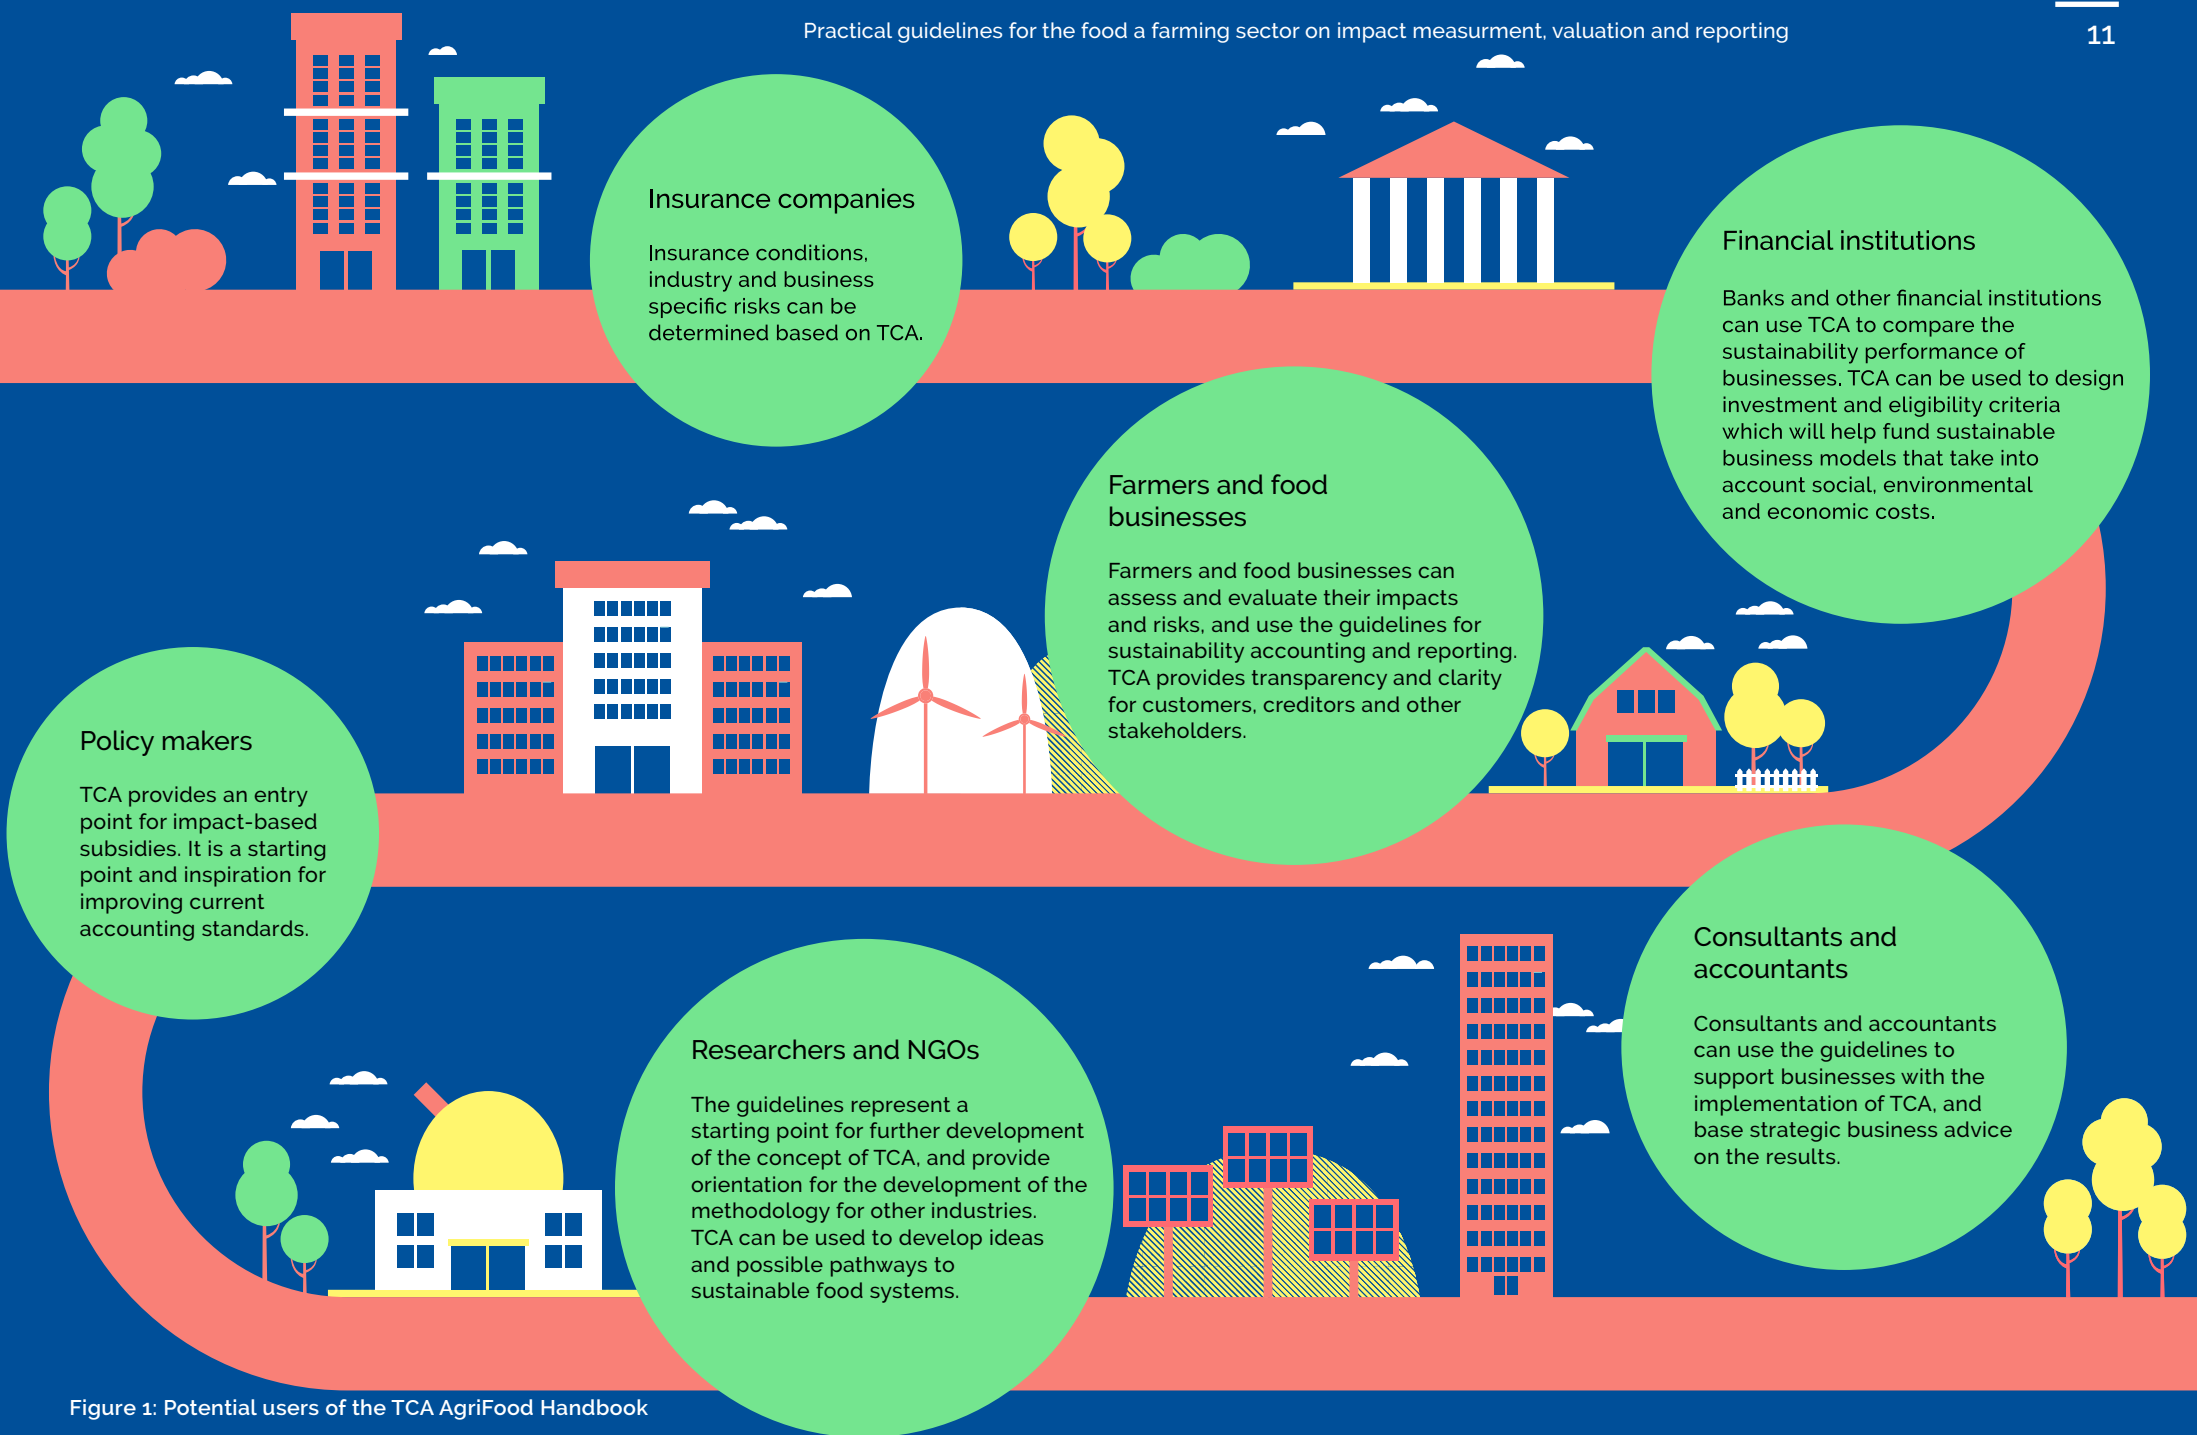 Practical guidelines for the food a farming sector on impact measurment, valuation and reporting
11
Insurance companies
Insurance conditions,
industry and business
specific risks can be
determined based on TCA.
Financial institutions
Banks and other financial institutions
can use TCA to compare the
sustainability performance of
businesses. TCA can be used to design
investment and eligibility criteria
which will help fund sustainable
business models that take into
account social, environmental
and economic costs.
Farmers and food
businesses
Farmers and food businesses can
assess and evaluate their impacts
and risks, and use the guidelines for
sustainability accounting and reporting.
TCA provides transparency and clarity
for customers, creditors and other
stakeholders.
Policy makers
TCA provides an entry
point for impact-based
subsidies. It is a starting
point and inspiration for
improving current
accounting standards.
Consultants and
accountants
Consultants and accountants
can use the guidelines to
support businesses with the
implementation of TCA, and
base strategic business advice
on the results.
Researchers and NGOs
The guidelines represent a
starting point for further development
of the concept of TCA, and provide
orientation for the development of the
methodology for other industries.
TCA can be used to develop ideas
and possible pathways to
sustainable food systems.
Figure 1: Potential users of the TCA AgriFood Handbook